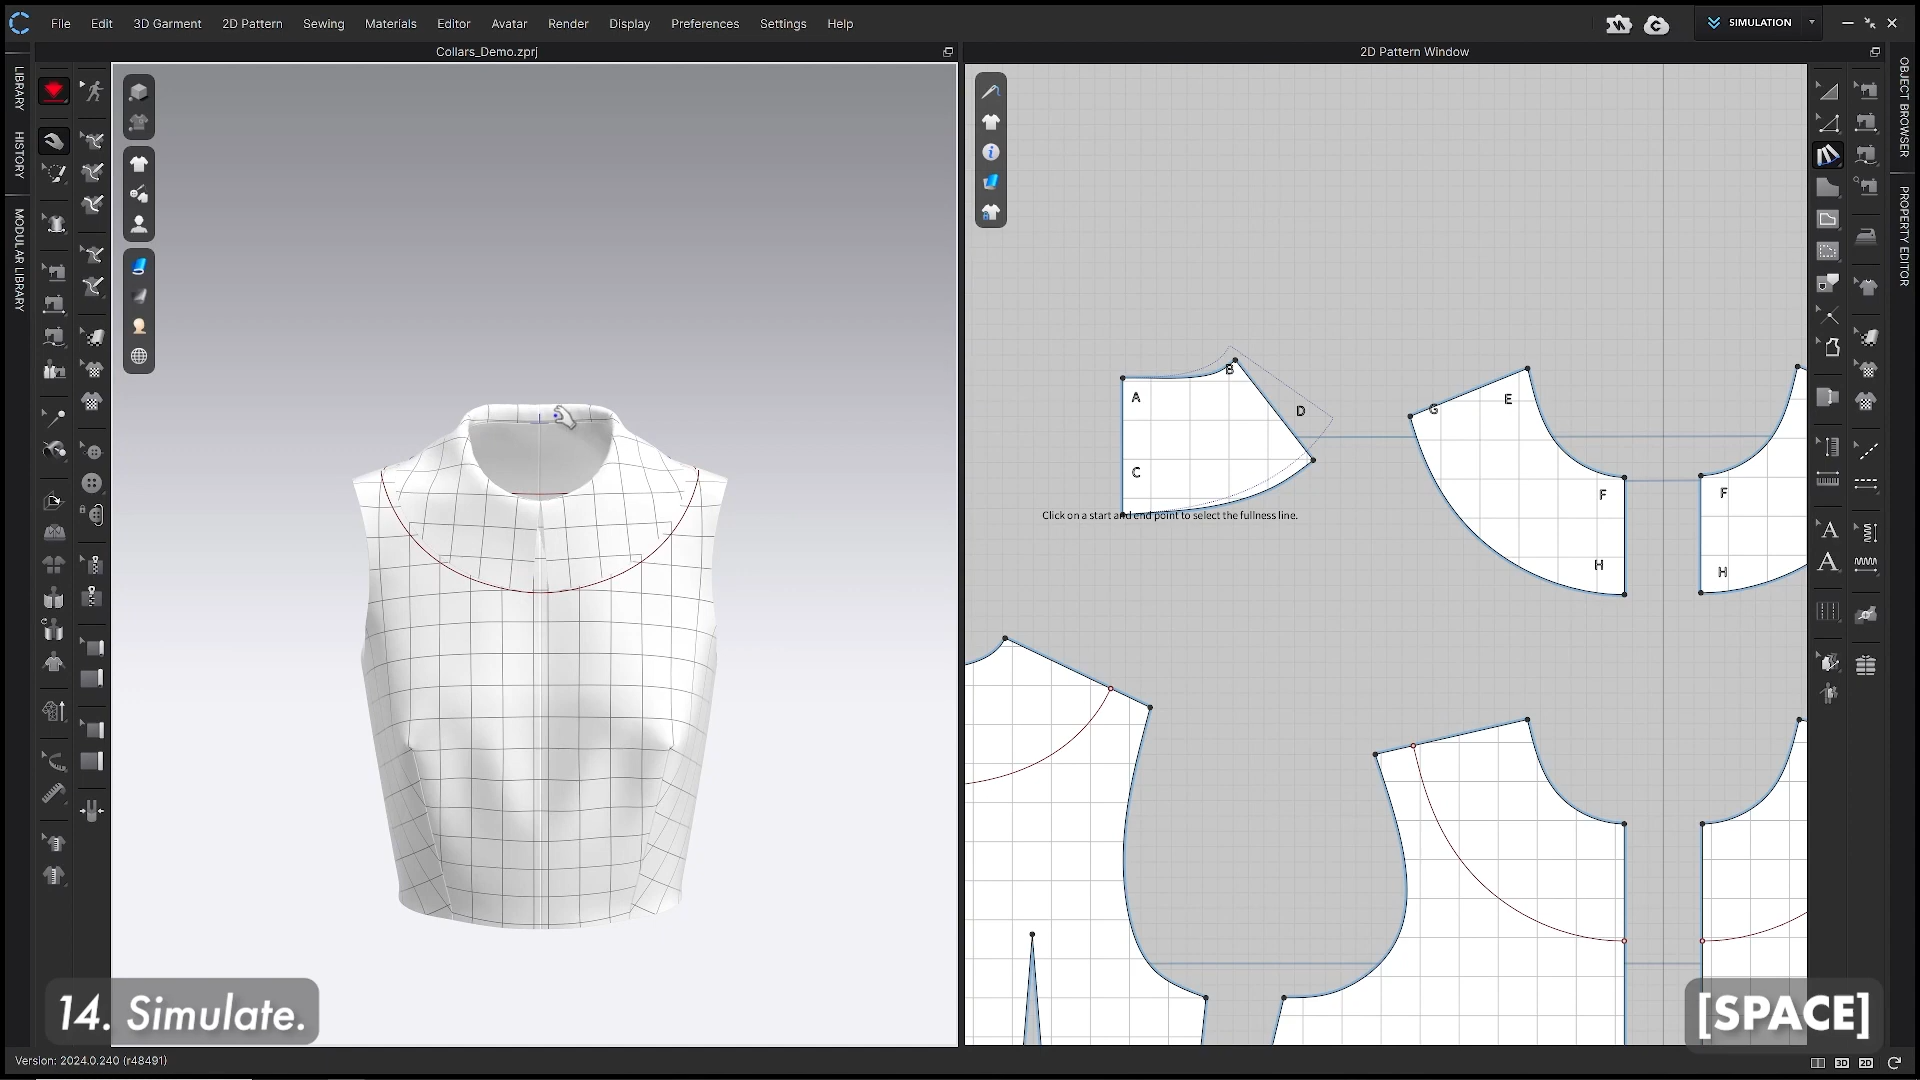 File Edit 3D Garment 2D Pattern Sewing Materials Editor Avatar Render Display Preferences Settings Help
SIMULATION
Collars_Demo.zprj
2D Pattern Window
LIBRARY
HISTORY
MODULAR LIBRARY
OBJECT BROWSER
PROPERTY EDITOR
A
B
C
D
Click on a start and end point to select the fullness line.
G
E
F
H
F
H
A
A
14. Simulate.
[SPACE]
Version: 2024.0.240 (r48491)
3D
2D